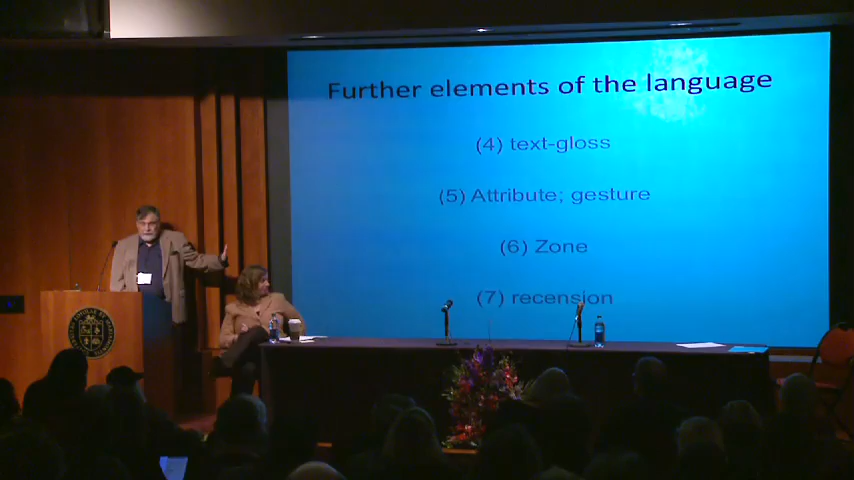 Further elements of the language
(4) text-gloss
(5) Attribute; gesture
(6) Zone
(7) recension